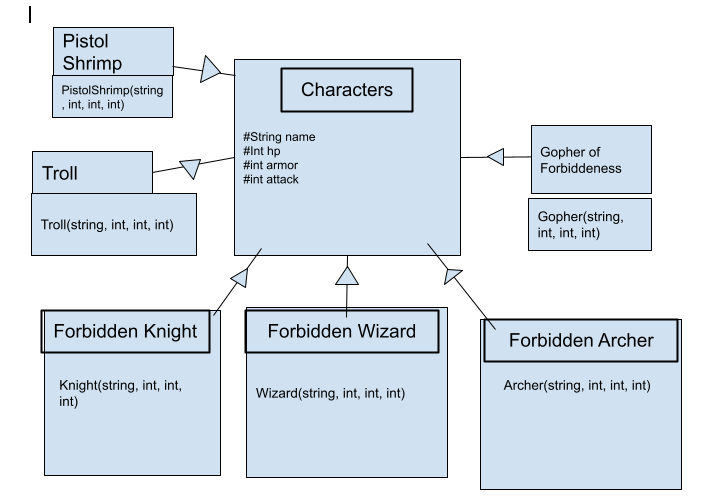 Pistol
Shrimp
PistolShrimp(string
, int, int, int)
Characters
#String name
#Int hp
#int armor
#int attack
Gopher of
Forbiddeness
Gopher(string,
int, int, int)
Troll
Troll(string, int, int, int)
Forbidden Knight
Knight(string, int, int,
int)
Forbidden Wizard
Wizard(string, int, int, int)
Forbidden Archer
Archer(string, int, int, int)